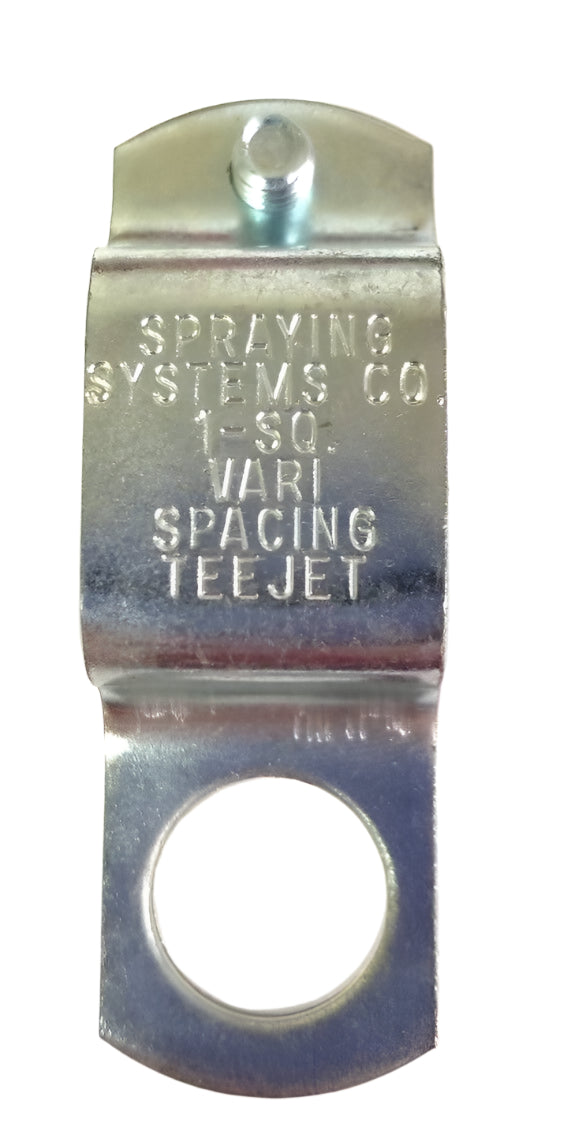 SPRAYING
SYSTEMS CO.
1-SQ.
VARI
SPACING
TEEJET